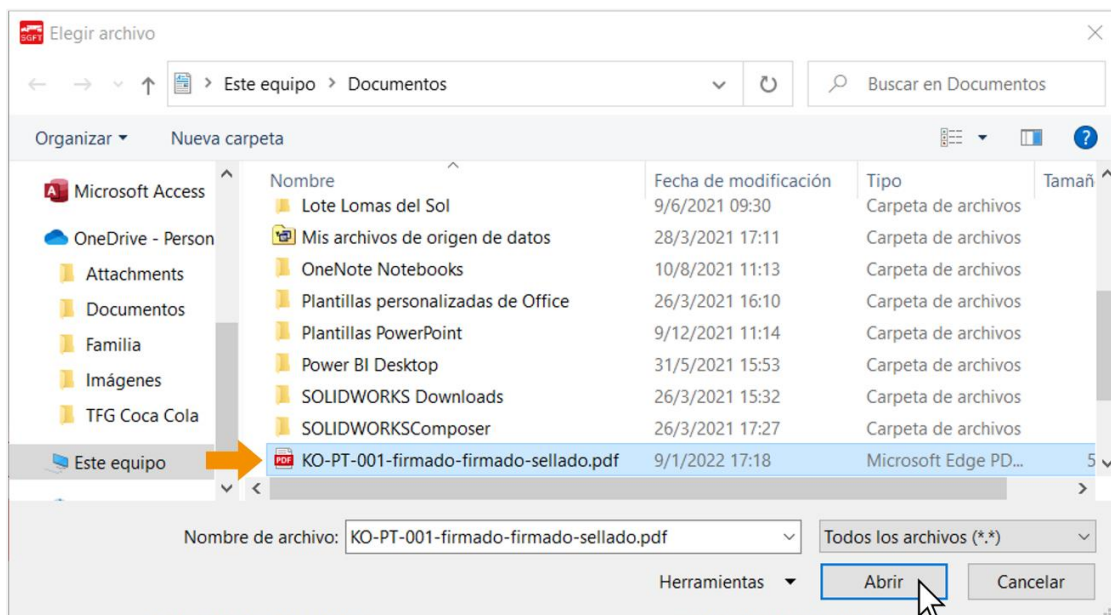 SGFT Elegir archivo
Este equipo > Documentos
Buscar en Documentos
Organizar
Nueva carpeta
Nombre Fecha de modificación Tipo Tamañ
Microsoft Access
OneDrive - Person
Attachments
Documentos
Familia
Imágenes
TFG Coca Cola
Este equipo
Lote Lomas del Sol 9/6/2021 09:30 Carpeta de archivos
Mis archivos de origen de datos 28/3/2021 17:11 Carpeta de archivos
OneNote Notebooks 10/8/2021 11:13 Carpeta de archivos
Plantillas personalizadas de Office 26/3/2021 16:10 Carpeta de archivos
Plantillas PowerPoint 9/12/2021 11:14 Carpeta de archivos
Power BI Desktop 31/5/2021 15:53 Carpeta de archivos
SOLIDWORKS Downloads 26/3/2021 15:32 Carpeta de archivos
SOLIDWORKSComposer 26/3/2021 17:27 Carpeta de archivos
PDF KO-PT-001-firmado-firmado-sellado.pdf 9/1/2022 17:18 Microsoft Edge PD... 5
Nombre de archivo: KO-PT-001-firmado-firmado-sellado.pdf Todos los archivos (*.*)
Herramientas Abrir Cancelar